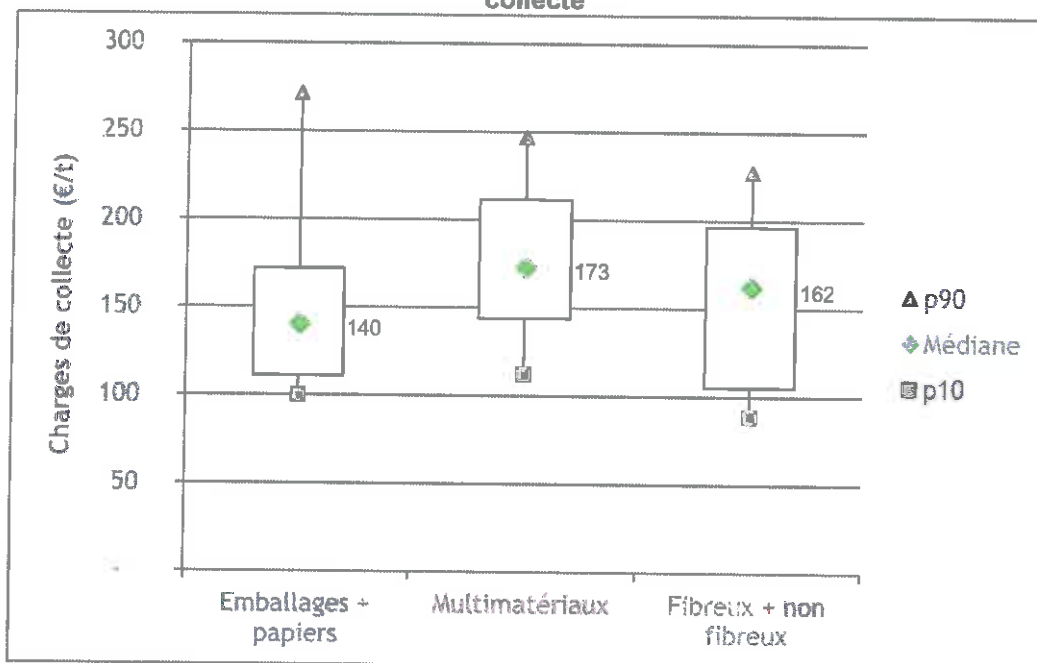 collecte
300
250
200
150
100
50
Charges de collecte (€/t)
140
173
162
p90
Médiane
p10
Emballages +
papiers
Multimatériaux
Fibreux + non
fibreux